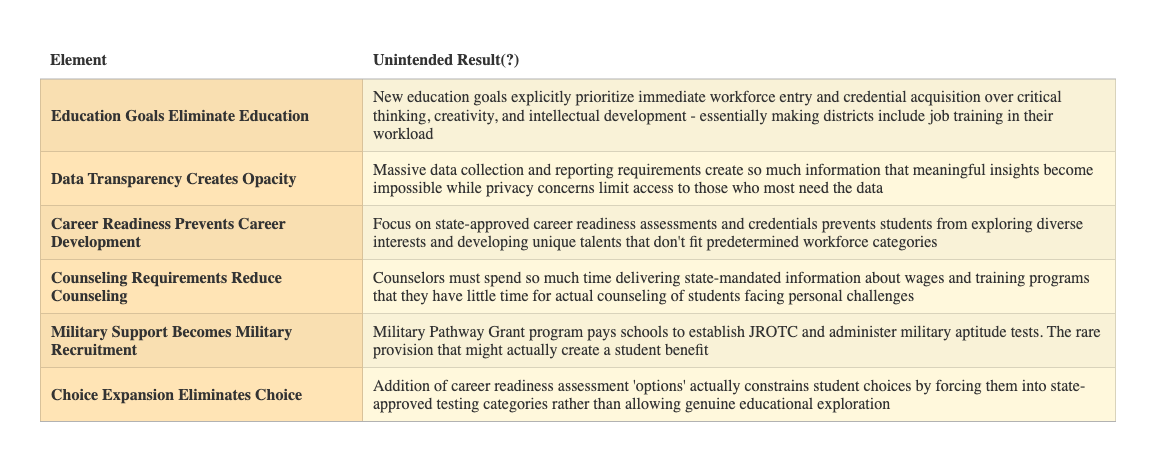 Element
Unintended Result(?)
Education Goals Eliminate Education
New education goals explicitly prioritize immediate workforce entry and credential acquisition over critical
thinking, creativity, and intellectual development - essentially making districts include job training in their
workload
Data Transparency Creates Opacity
Massive data collection and reporting requirements create so much information that meaningful insights become
impossible while privacy concerns limit access to those who most need the data
Career Readiness Prevents Career
Development
Focus on state-approved career readiness assessments and credentials prevents students from exploring diverse
interests and developing unique talents that don't fit predetermined workforce categories
Counseling Requirements Reduce
Counseling
Counselors must spend so much time delivering state-mandated information about wages and training programs
that they have little time for actual counseling of students facing personal challenges
Military Support Becomes Military
Recruitment
Military Pathway Grant program pays schools to establish JROTC and administer military aptitude tests. The rare
provision that might actually create a student benefit
Choice Expansion Eliminates Choice
Addition of career readiness assessment 'options' actually constrains student choices by forcing them into state-
approved testing categories rather than allowing genuine educational exploration